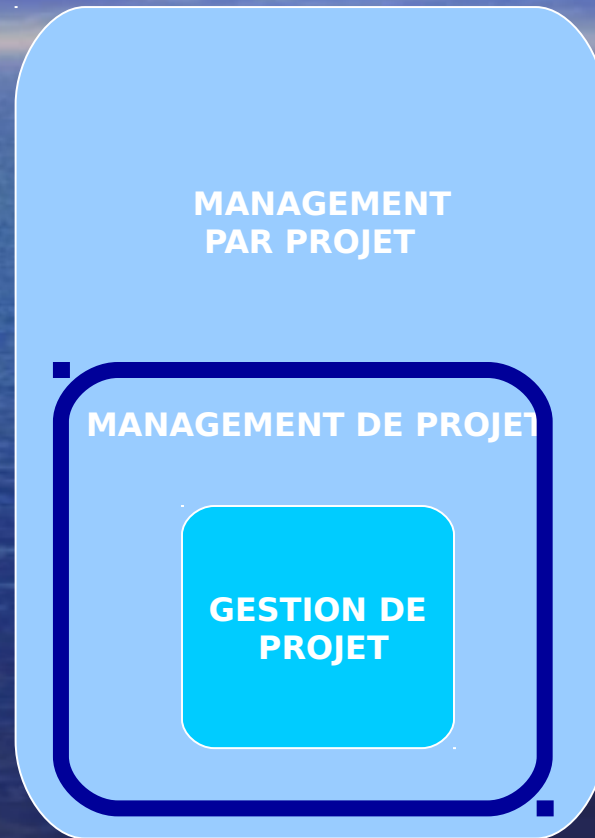 MANAGEMENT
PAR PROJET
MANAGEMENT DE PROJET
GESTION DE
PROJET